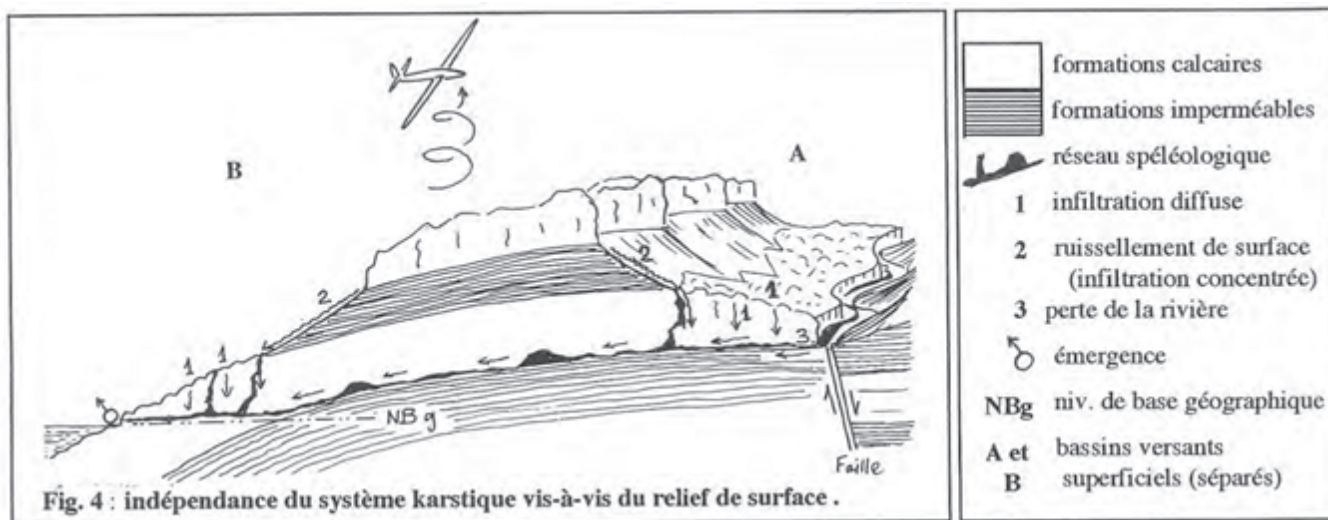 B
A
2
2
1
1
3
1
1
NBg
Faille
Fig. 4 : indépendance du système karstique vis-à-vis du relief de surface .
formations calcaires
formations imperméables
réseau spéléologique
1 infiltration diffuse
2 ruissellement de surface
(infiltration concentrée)
3 perte de la rivière
émergence
NBg niv. de base géographique
A et bassins versants
B superficiels (séparés)